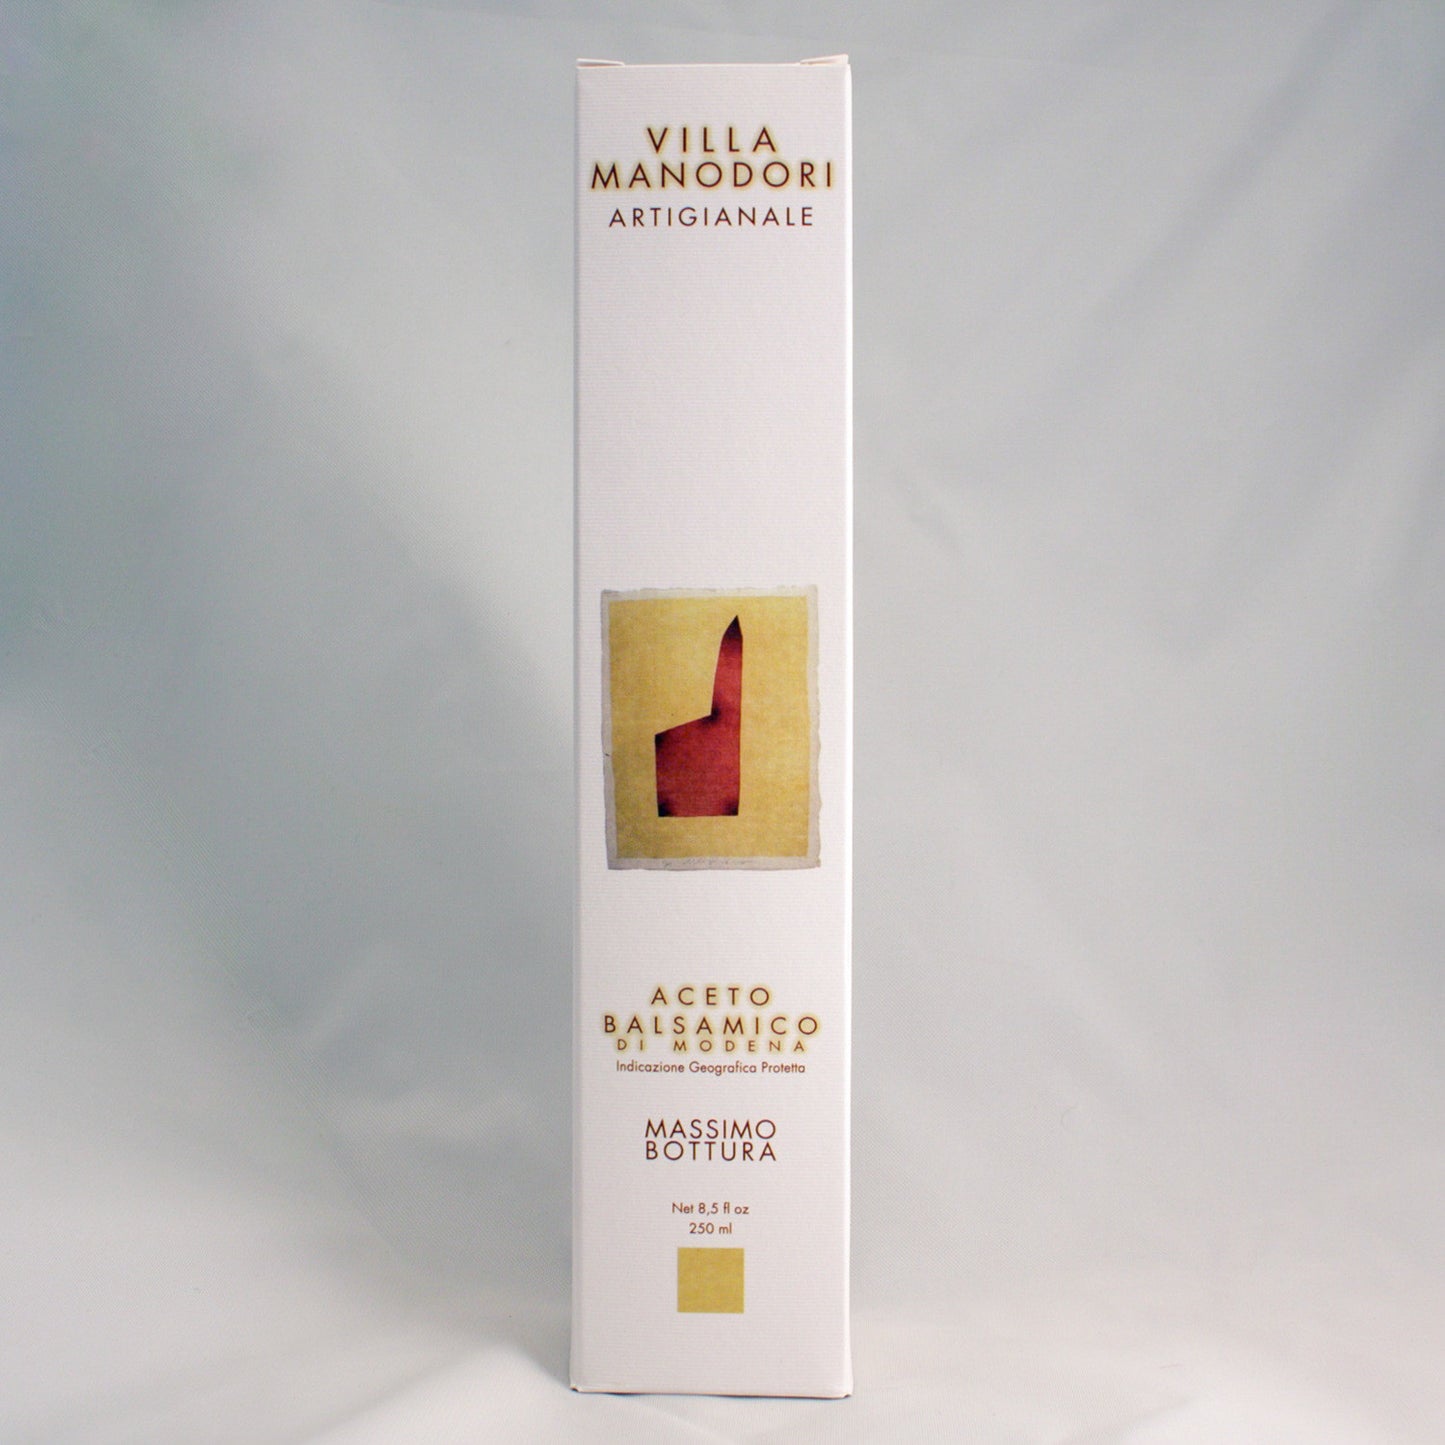 VILLA
MANODORI
ARTIGIANALE
ACETO
BALSAMICO
DI MODENA
Indicazione Geografica Protetta
MASSIMO
BOTTURA
Net 8,5 fl oz
250 ml